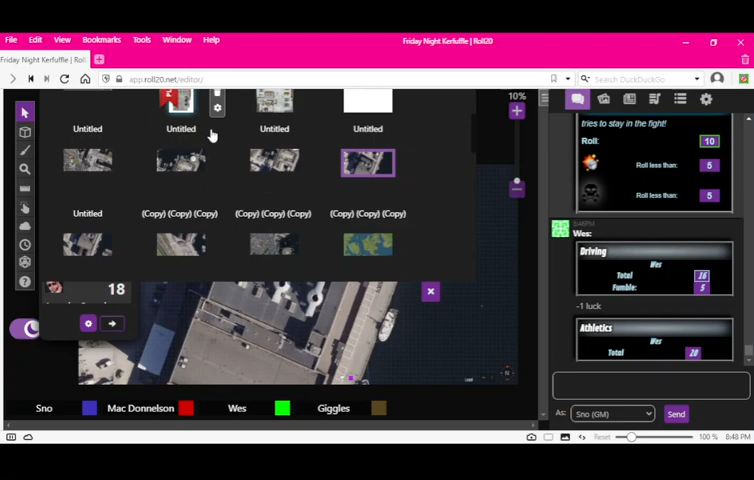 File Edit View Bookmarks Tools Window Help
Friday Night Kerfuffle | Roll20
Friday Night Kerfuffle | Rol
app.roll20.net/editor/
Search DuckDuckGo
10%
Untitled Untitled Untitled Untitled
Untitled (Copy) (Copy) (Copy) (Copy) (Copy) (Copy) (Copy) (Copy) (Copy)
18
N
tries to stay in the fight!
Roll: 10
Roll less than: 5
Roll less than: 5
8:48PM
Wes:
Driving
Wes
Total 16
Fumble: 5
-1 luck
Athletics
Wes
Total 20
As: Sno (GM) Send
Sno Mac Donnelson Wes Giggles
Reset 100 % 8:48 PM